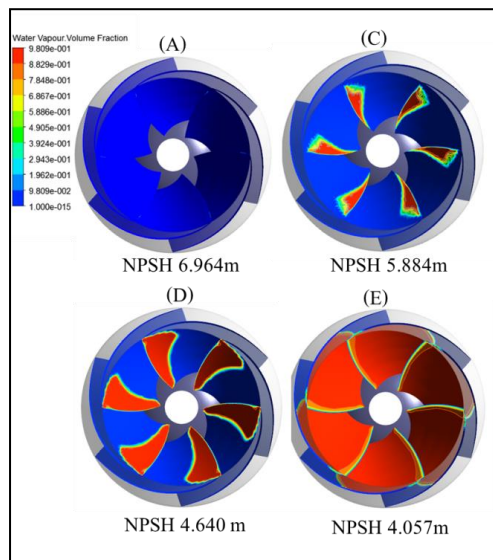 Water Vapour.Volume Fraction
9.809e-001
8.829e-001
7.848e-001
6.867e-001
5.886e-001
4.905e-001
3.924e-001
2.943e-001
1.962e-001
9.809e-002
1.000e-015
(A)
(C)
NPSH 6.964m
NPSH 5.884m
(D)
(E)
NPSH 4.640 m
NPSH 4.057m